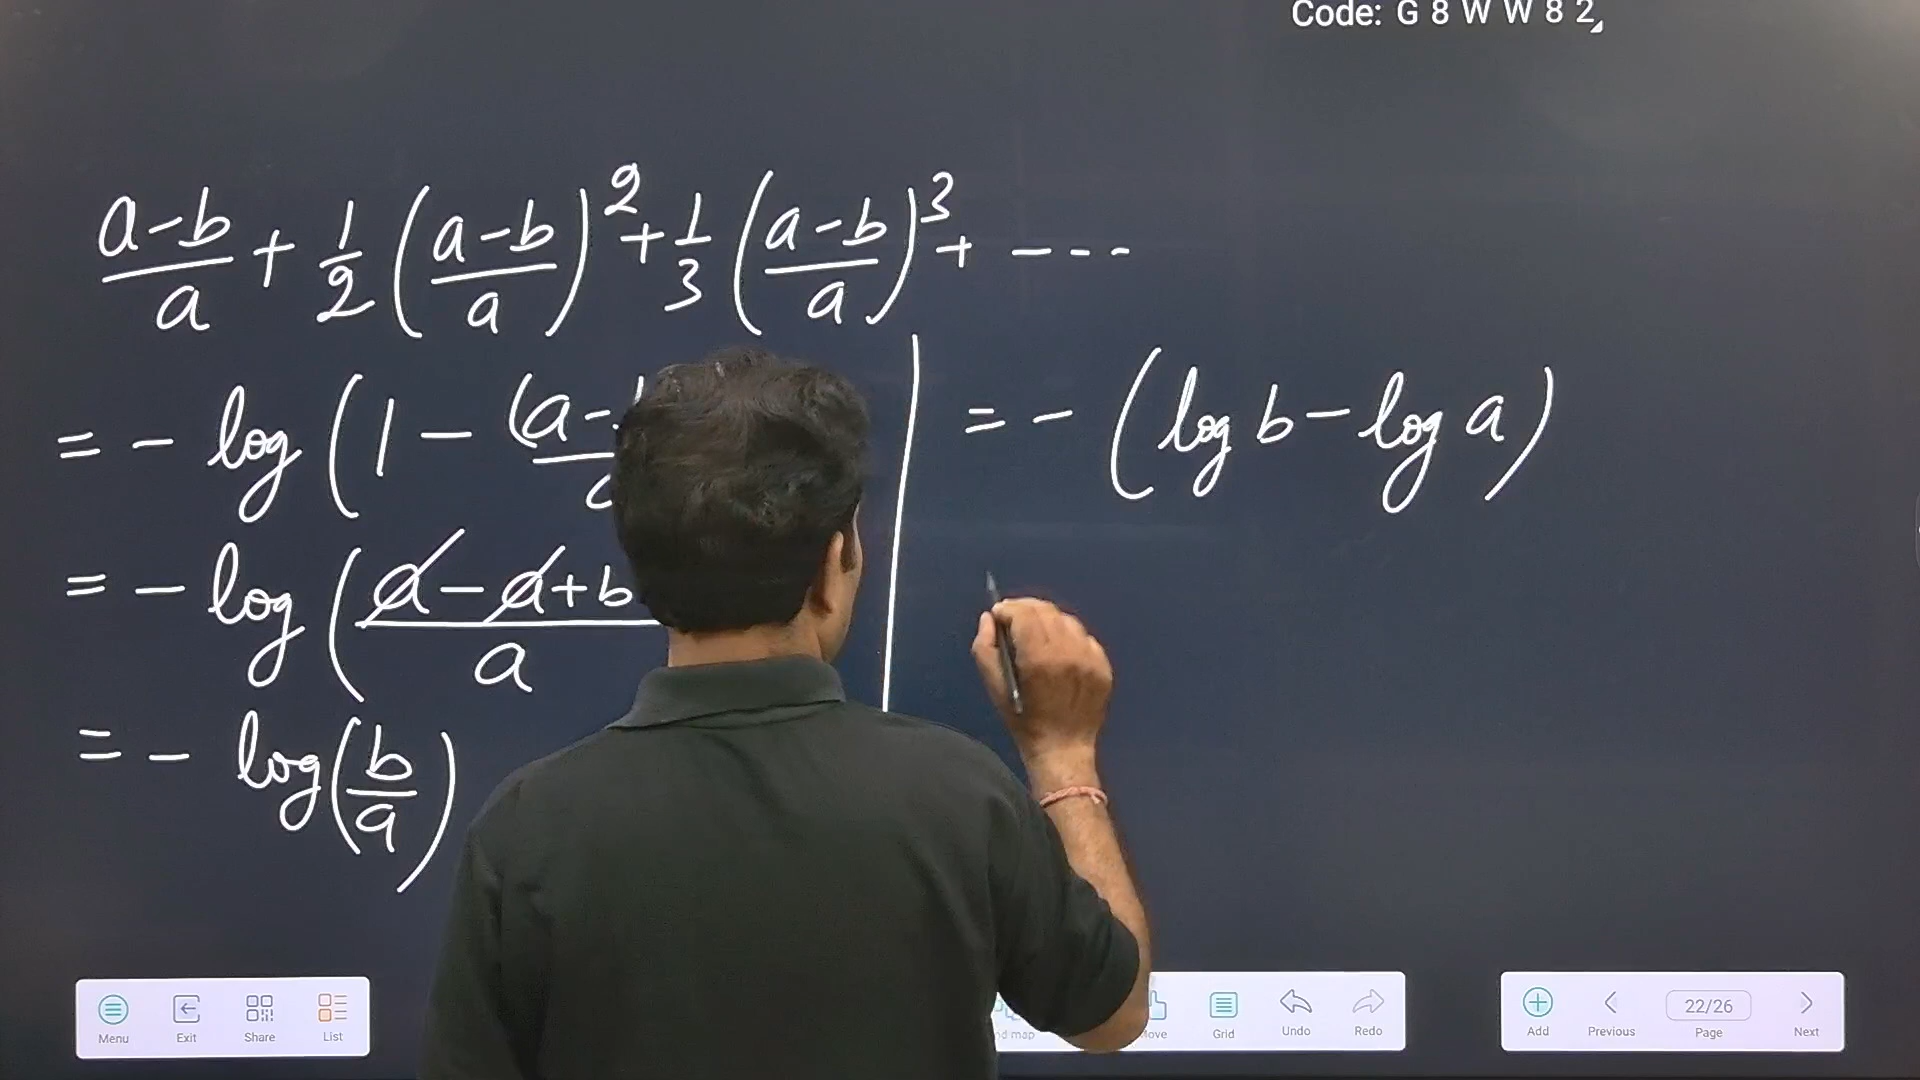 Code: G 8 W W 8 2
a-b/a + 1/2 (a-b/a)^2 + 1/3 (a-b/a)^3 + ----
= - log (1 - (a-
= - log (a - a + b/a
= - log (b/a)
= - (log b - log a)
Menu Exit Share List
Grid Undo Redo
Add Previous 22/26 Page Next